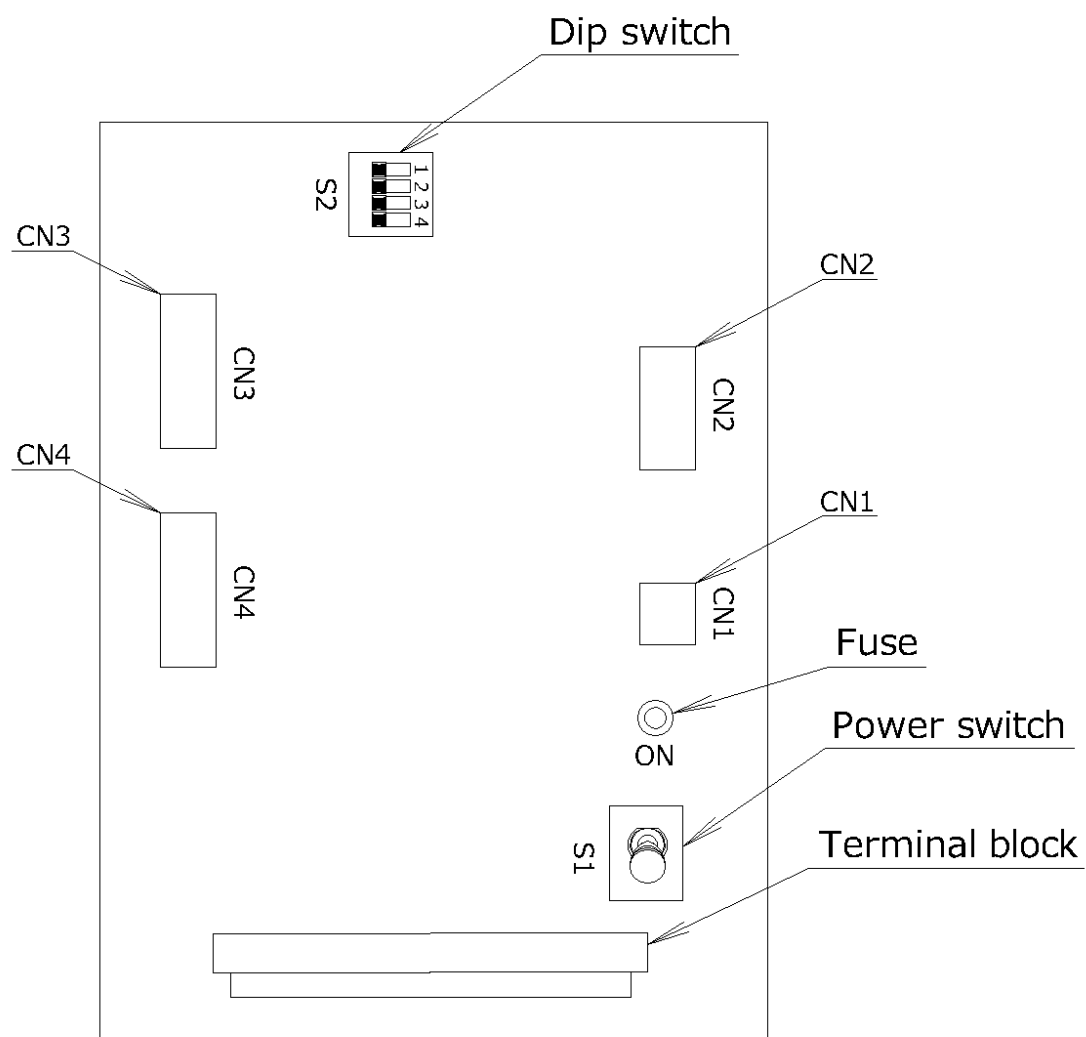 Dip switch
S2
1
2
3
4
CN3
CN3
CN2
CN2
CN4
CN4
CN1
CN1
Fuse
ON
Power switch
S1
Terminal block